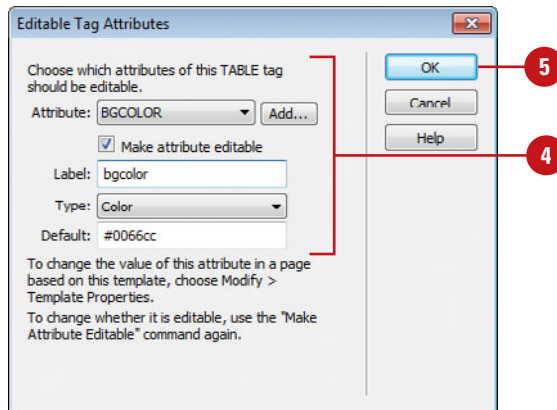 Editable Tag Attributes
Choose which attributes of this TABLE tag
should be editable.
Attribute: BGCOLOR Add...
Make attribute editable
Label: bgcolor
Type: Color
Default: #0066cc
To change the value of this attribute in a page
based on this template, choose Modify >
Template Properties.
To change whether it is editable, use the "Make
Attribute Editable" command again.
OK
Cancel
Help
5
4